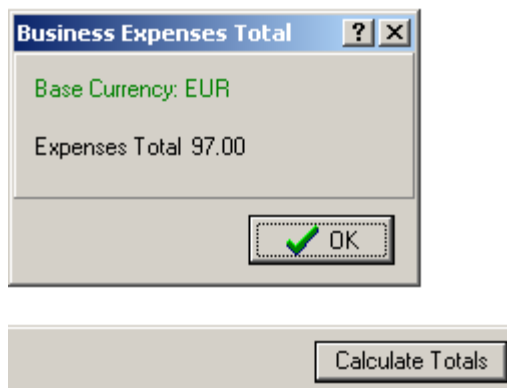 Business Expenses Total
Base Currency: EUR
Expenses Total 97.00
OK
Calculate Totals